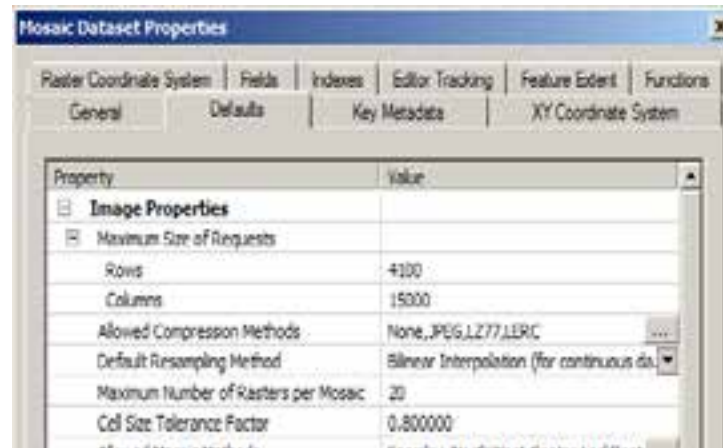 Mosaic Dataset Properties
Raster Coordinate System Fields Indexes Editor Tracking Feature Extent Functions
General Defaults Key Metadata XY Coordinate System
Property Value
Image Properties
Maximum Size of Requests
Rows 4100
Columns 15000
Allowed Compression Methods None,JPEG,LZ77,LERC ...
Default Resampling Method Bilinear Interpolation (for continuous da...
Maximum Number of Rasters per Mosaic 20
Cell Size Tolerance Factor 0.800000